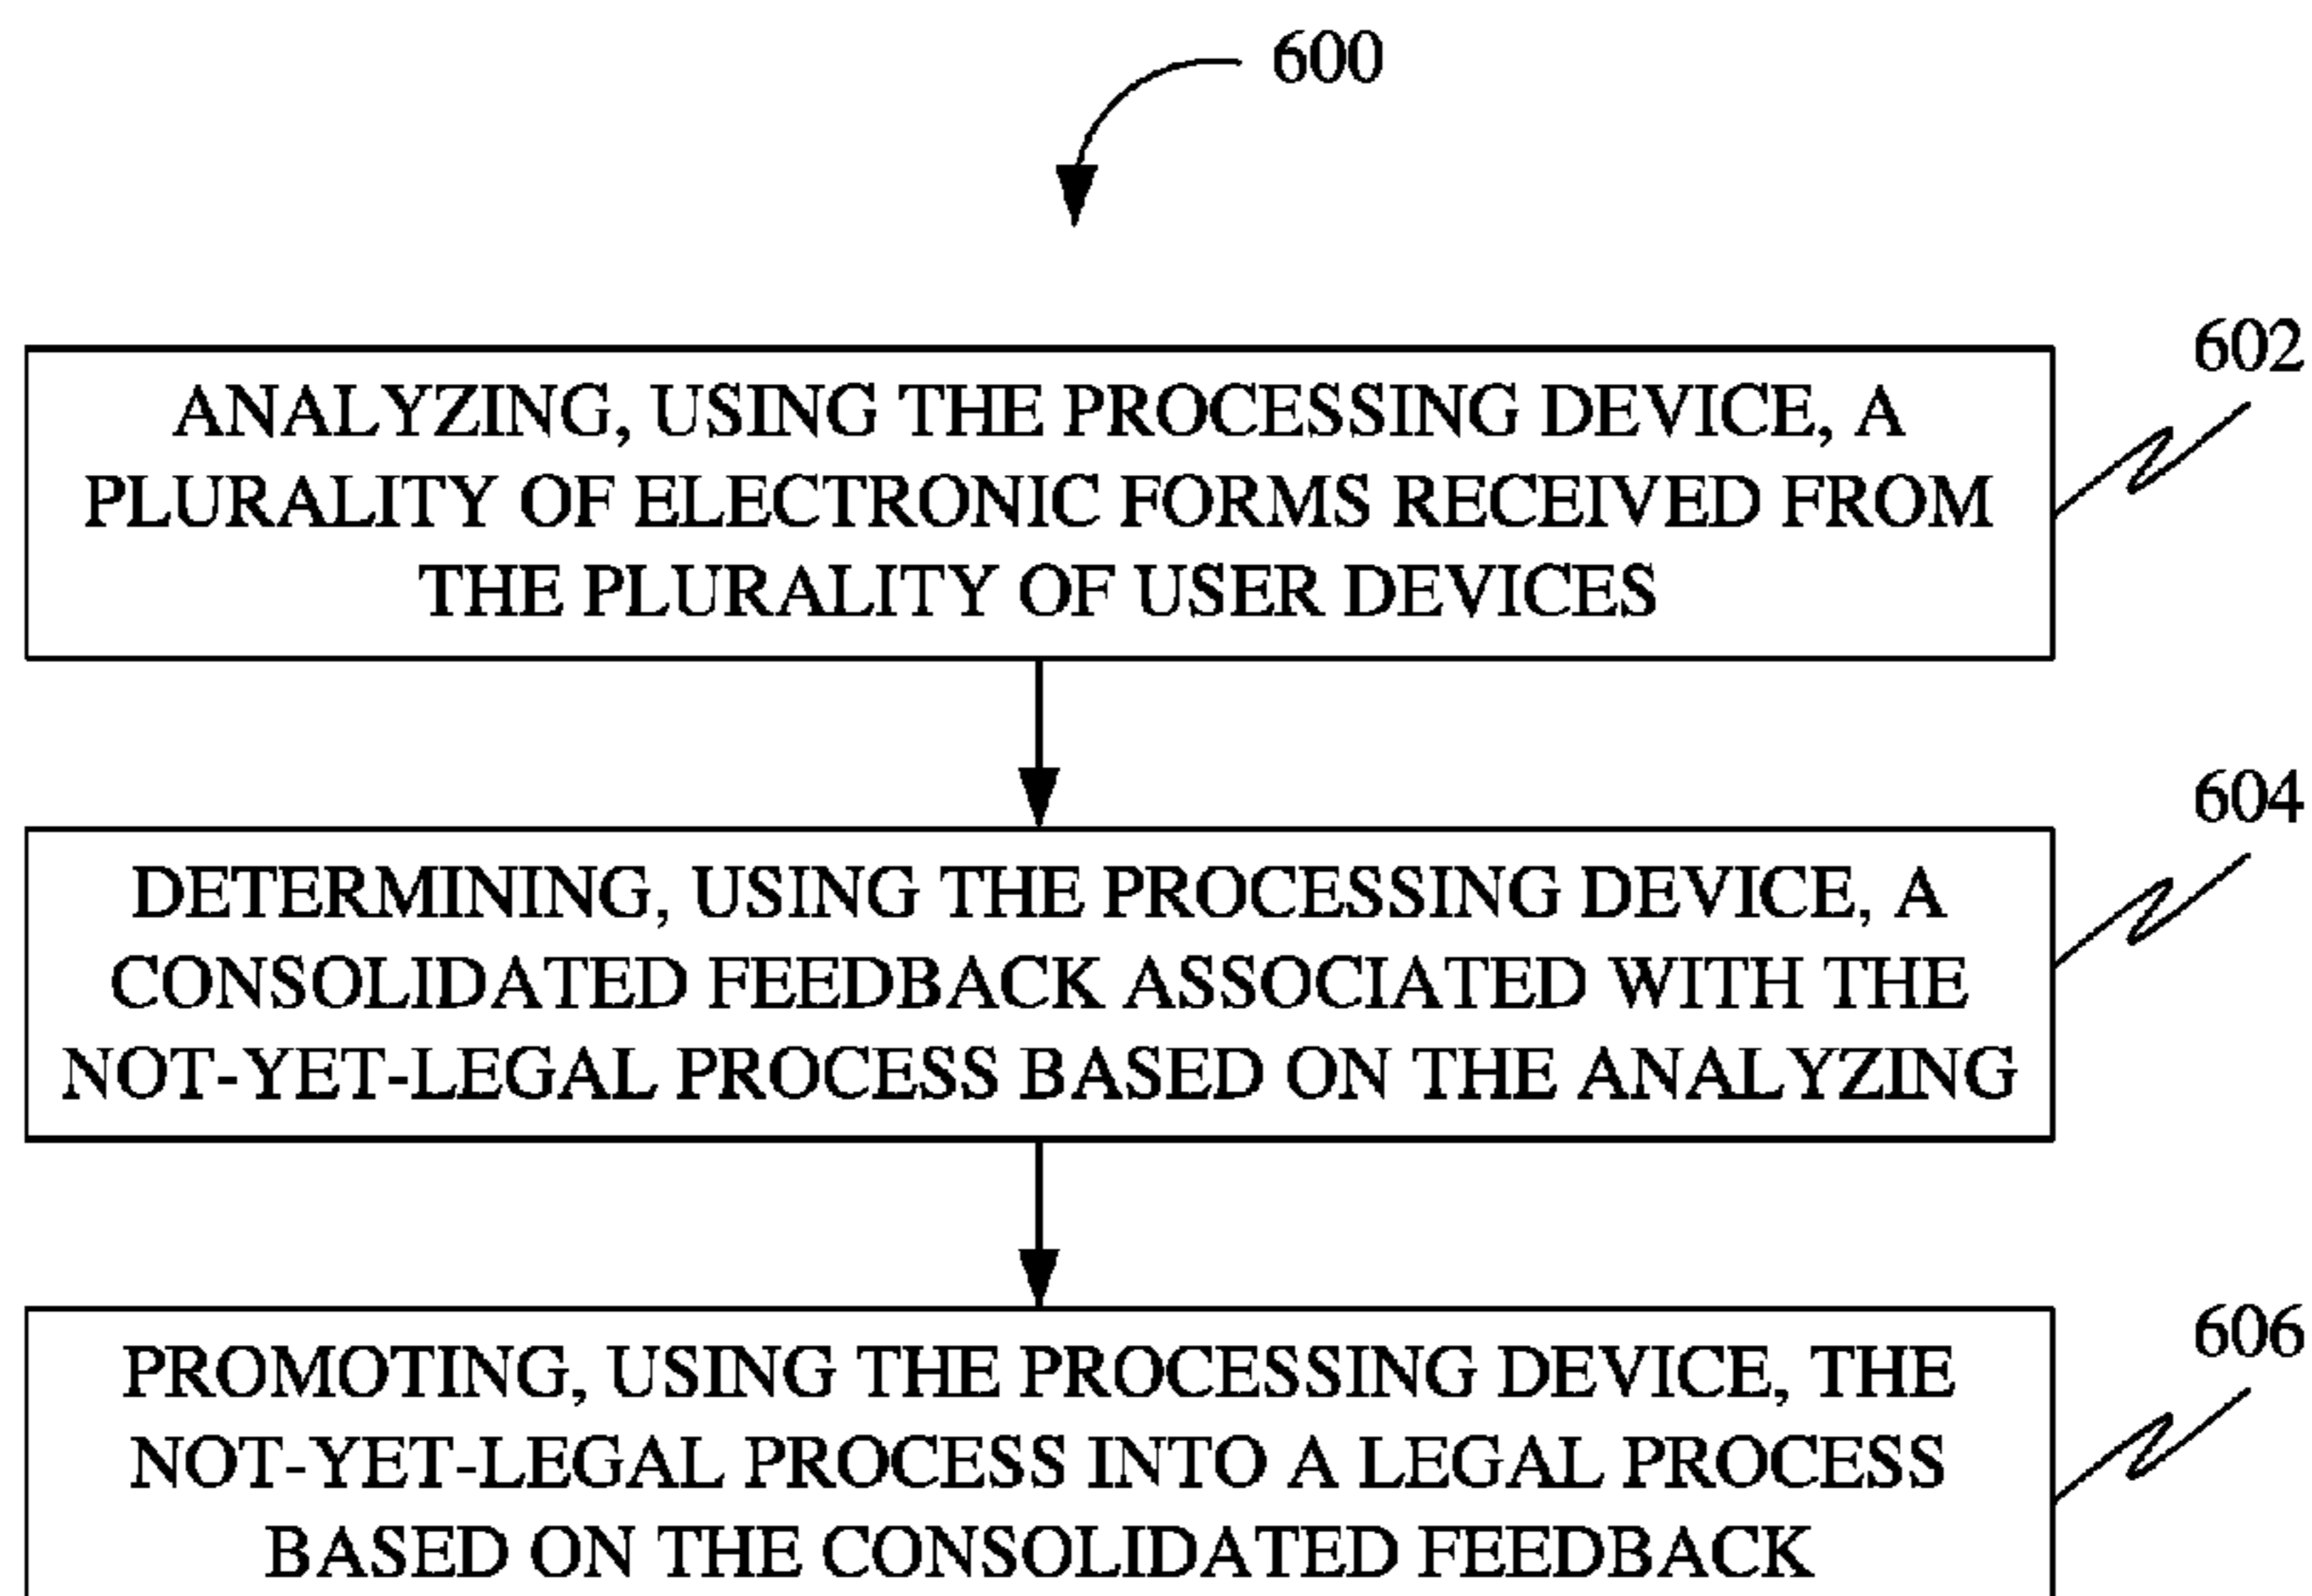 600
602
ANALYZING, USING THE PROCESSING DEVICE, A
PLURALITY OF ELECTRONIC FORMS RECEIVED FROM
THE PLURALITY OF USER DEVICES
604
DETERMINING, USING THE PROCESSING DEVICE, A
CONSOLIDATED FEEDBACK ASSOCIATED WITH THE
NOT-YET-LEGAL PROCESS BASED ON THE ANALYZING
606
PROMOTING, USING THE PROCESSING DEVICE, THE
NOT-YET-LEGAL PROCESS INTO A LEGAL PROCESS
BASED ON THE CONSOLIDATED FEEDBACK